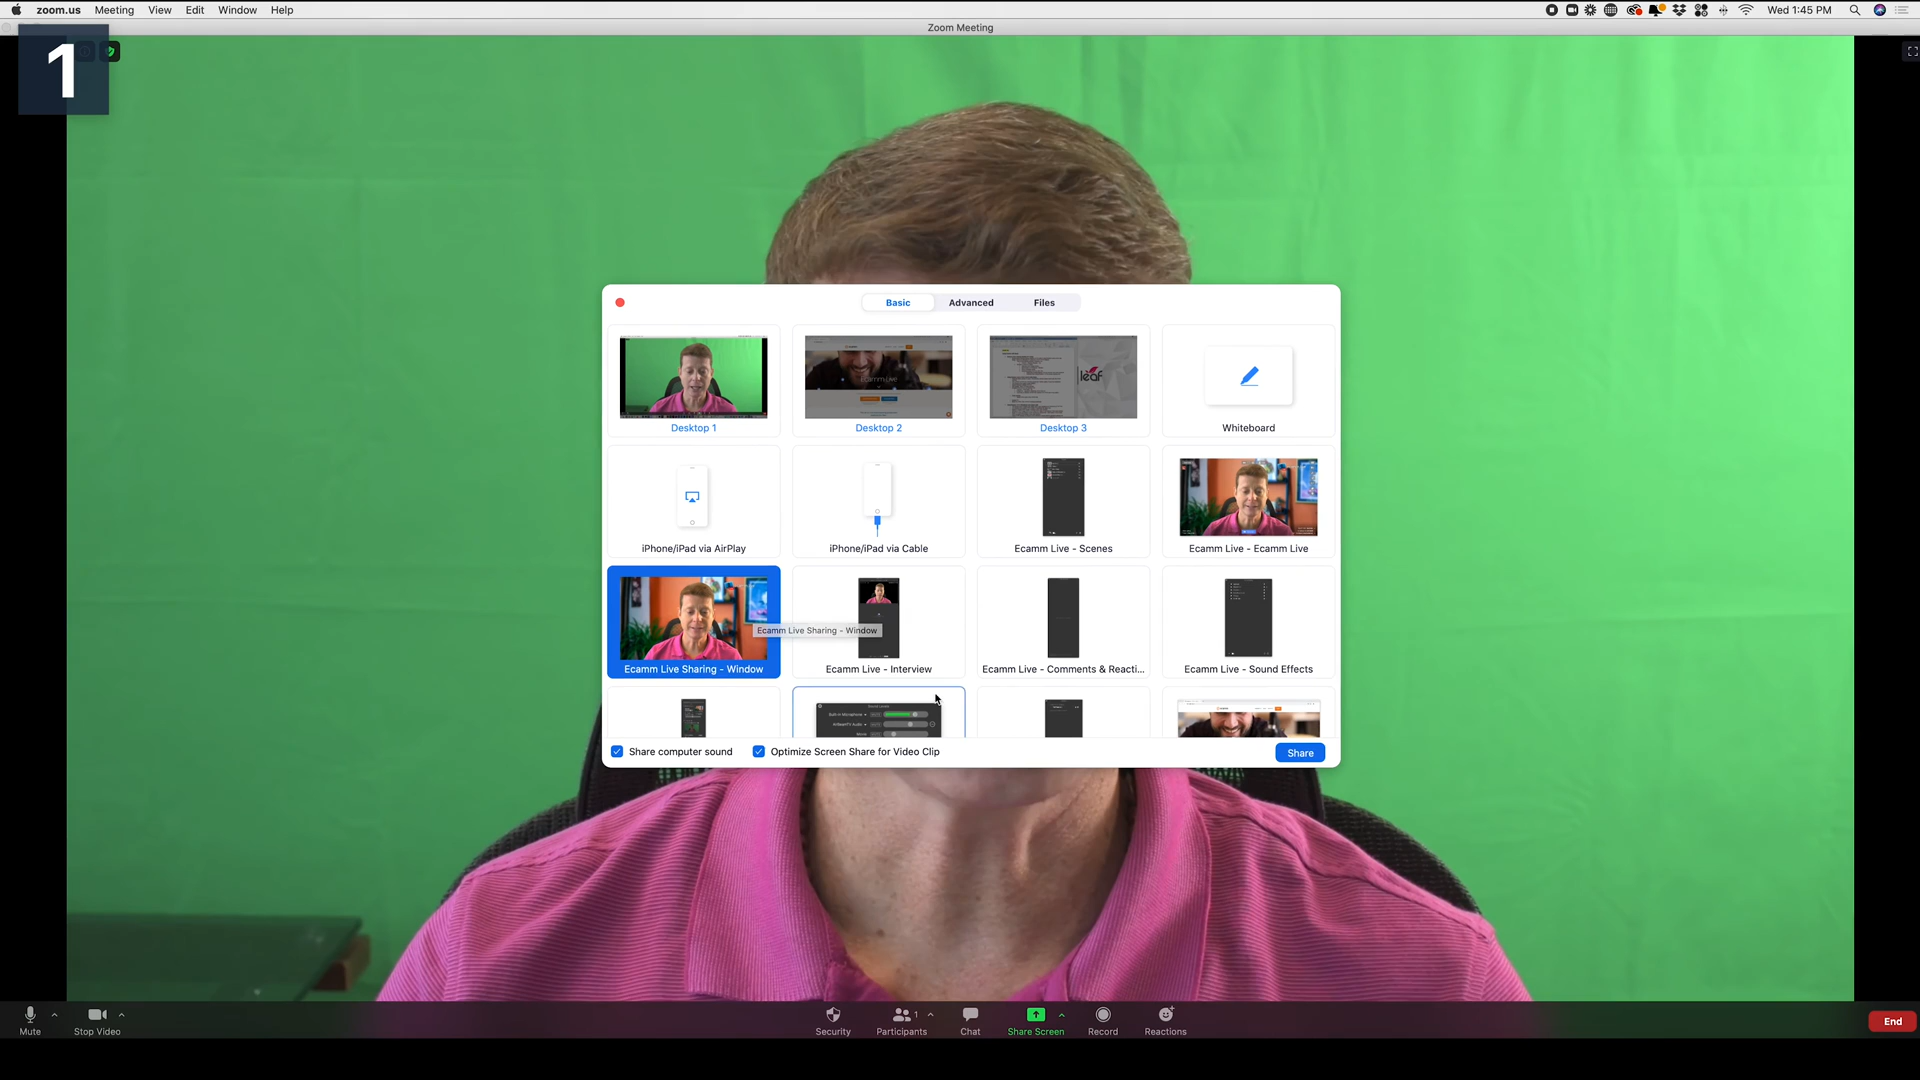 zoom.us Meeting View Edit Window Help
Wed 1:45 PM
Zoom Meeting
1
Basic Advanced Files
Desktop 1 Desktop 2 Desktop 3 Whiteboard
leaf
iPhone/iPad via AirPlay iPhone/iPad via Cable Ecamm Live - Scenes Ecamm Live - Ecamm Live
Ecamm Live Sharing - Window
Ecamm Live Sharing - Window Ecamm Live - Interview Ecamm Live - Comments & Reacti... Ecamm Live - Sound Effects
Share computer sound Optimize Screen Share for Video Clip Share
1
Mute Stop Video Security Participants Chat Share Screen Record Reactions End